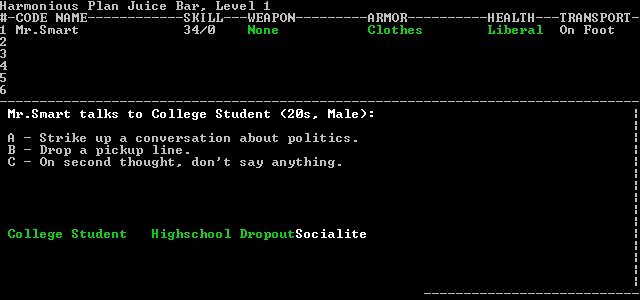 Harmonious Plan Juice Bar, Level 1
#-CODE NAME------------SKILL---WEAPON---------ARMOR----------HEALTH---TRANSPORT-
1 Mr.Smart             34/0    None           Clothes        Liberal  On Foot
2
3
4
5
6
Mr.Smart talks to College Student (20s, Male):
A - Strike up a conversation about politics.
B - Drop a pickup line.
C - On second thought, don't say anything.
College Student   Highschool DropoutSocialite